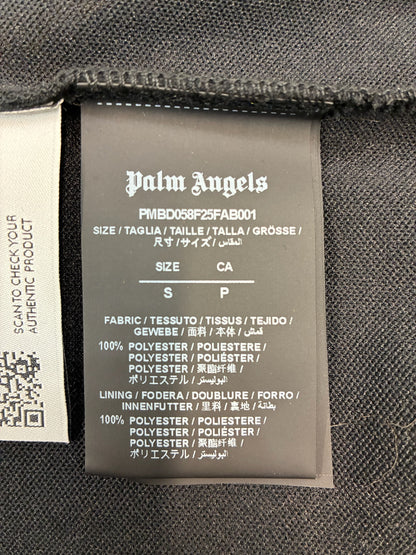 Palm Angels
PMBD058F25FAB001
SIZE / TAGLIA / TAILLE / TALLA / GRÖSSE /
尺寸 / サイズ / المقاس
SIZE CA
S P
FABRIC / TESSUTO / TISSUS / TEJIDO /
GEWEBE / 面料 / 本体 / قمش
100% POLYESTER / POLIESTERE /
POLYESTER / POLIÉSTER /
POLYESTER / 聚酯纤维 /
ポリエステル / البوليستر
LINING / FODERA / DOUBLURE / FORRO /
INNENFUTTER / 里料 / 裏地 / بطانة
100% POLYESTER / POLIESTERE /
POLYESTER / POLIÉSTER /
POLYESTER / 聚酯纤维 /
ポリエステル / البوليستر
SCAN TO CHECK YOUR
AUTHENTIC PRODUCT